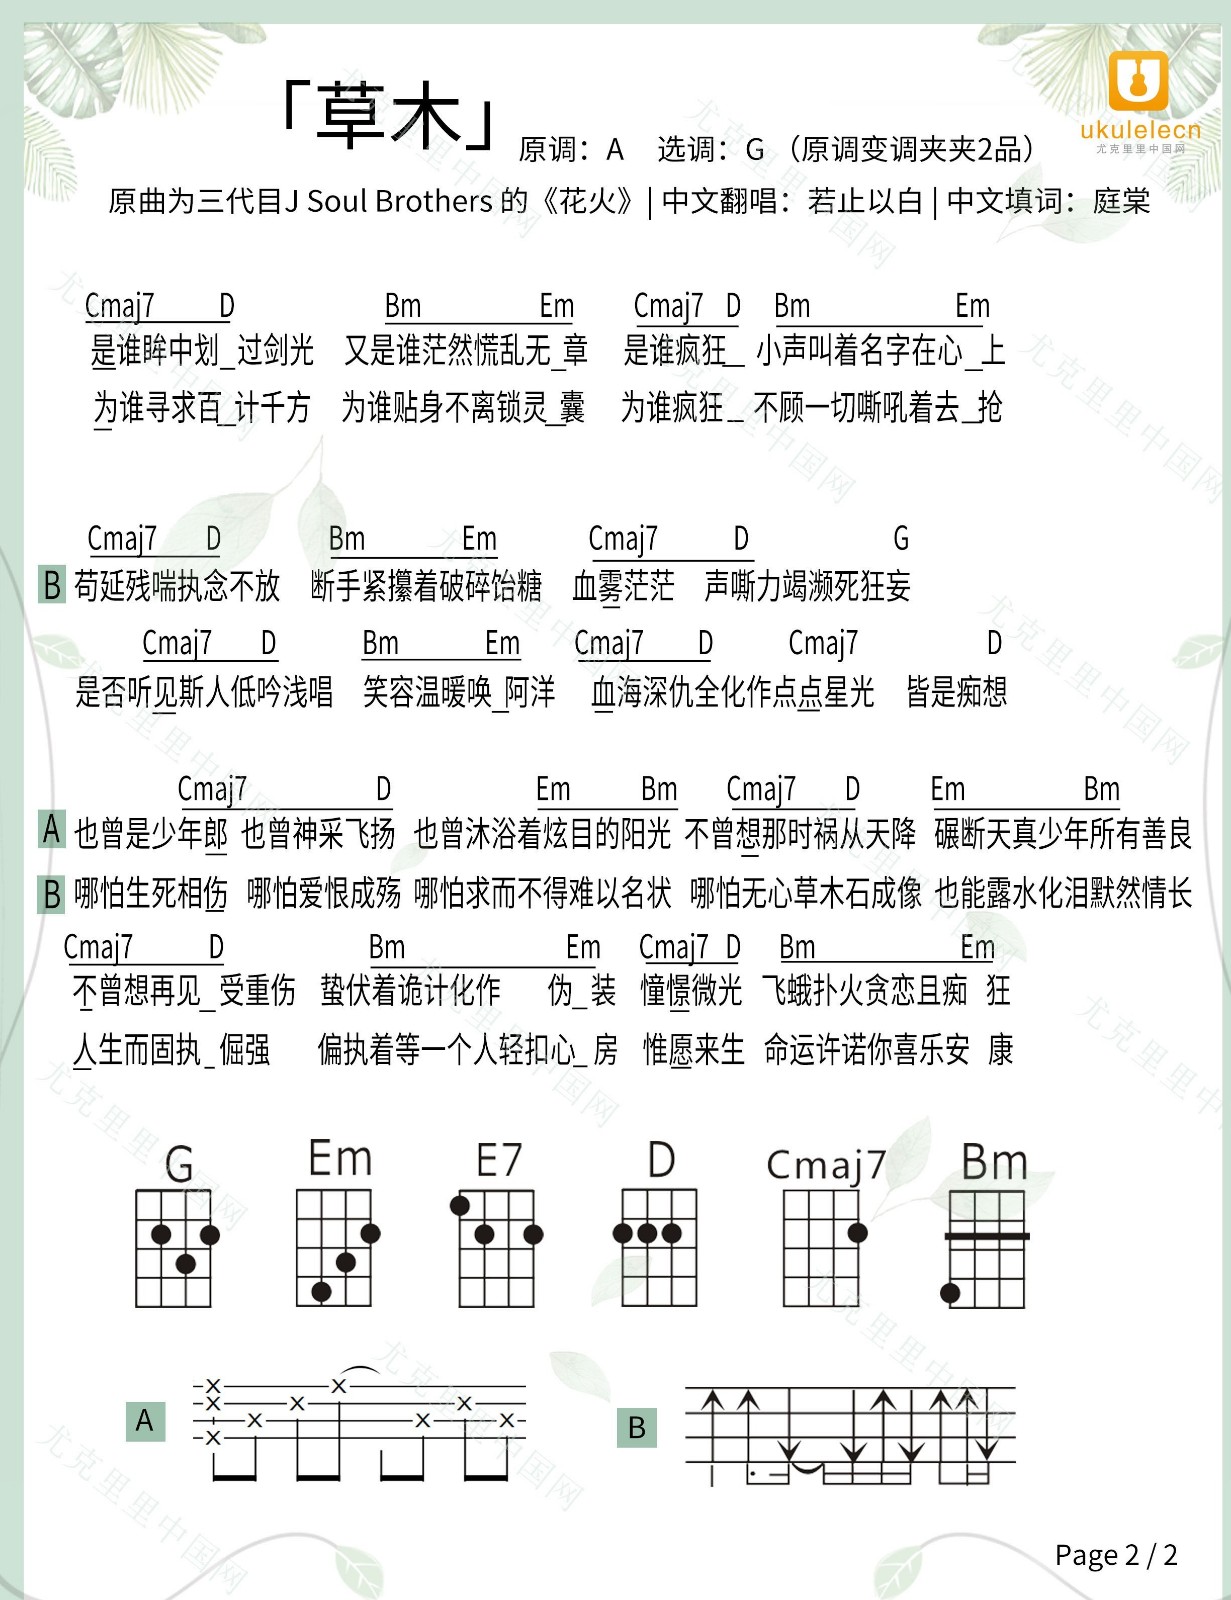 「草木」
ukulelecn
尤克里里中国网
原调：A 选调：G （原调变调夹夹2品）
原曲为三代目J Soul Brothers 的《花火》| 中文翻唱：若止以白 | 中文填词：庭棠
Cmaj7 D Bm Em Cmaj7 D Bm Em
是谁眸中划_过剑光 又是谁茫然慌乱无_章 是谁疯狂_ 小声叫着名字在心_上
为谁寻求百_计千方 为谁贴身不离锁灵_囊 为谁疯狂_ 不顾一切嘶吼着去_抢
Cmaj7 D Bm Em Cmaj7 D G
B 苟延残喘执念不放 断手紧攥着破碎饴糖 血雾茫茫 声嘶力竭濒死狂妄
Cmaj7 D Bm Em Cmaj7 D Cmaj7 D
是否听见斯人低吟浅唱 笑容温暖唤_阿洋 血海深仇全化作点点星光 皆是痴想
Cmaj7 D Em Bm Cmaj7 D Em Bm
A 也曾是少年郎 也曾神采飞扬 也曾沐浴着炫目的阳光 不曾想那时祸从天降 碾断天真少年所有善良
B 哪怕生死相伤 哪怕爱恨成殇 哪怕求而不得难以名状 哪怕无心草木石成像 也能露水化泪默然情长
Cmaj7 D Bm Em Cmaj7 D Bm Em
不曾想再见_受重伤 蛰伏着诡计化作 伪_装 憧憬微光 飞蛾扑火贪恋且痴 狂
人生而固执_倔强 偏执着等一个人轻扣心_房 惟愿来生 命运许诺你喜乐安 康
G Em E7 D Cmaj7 Bm
A B
Page 2 / 2